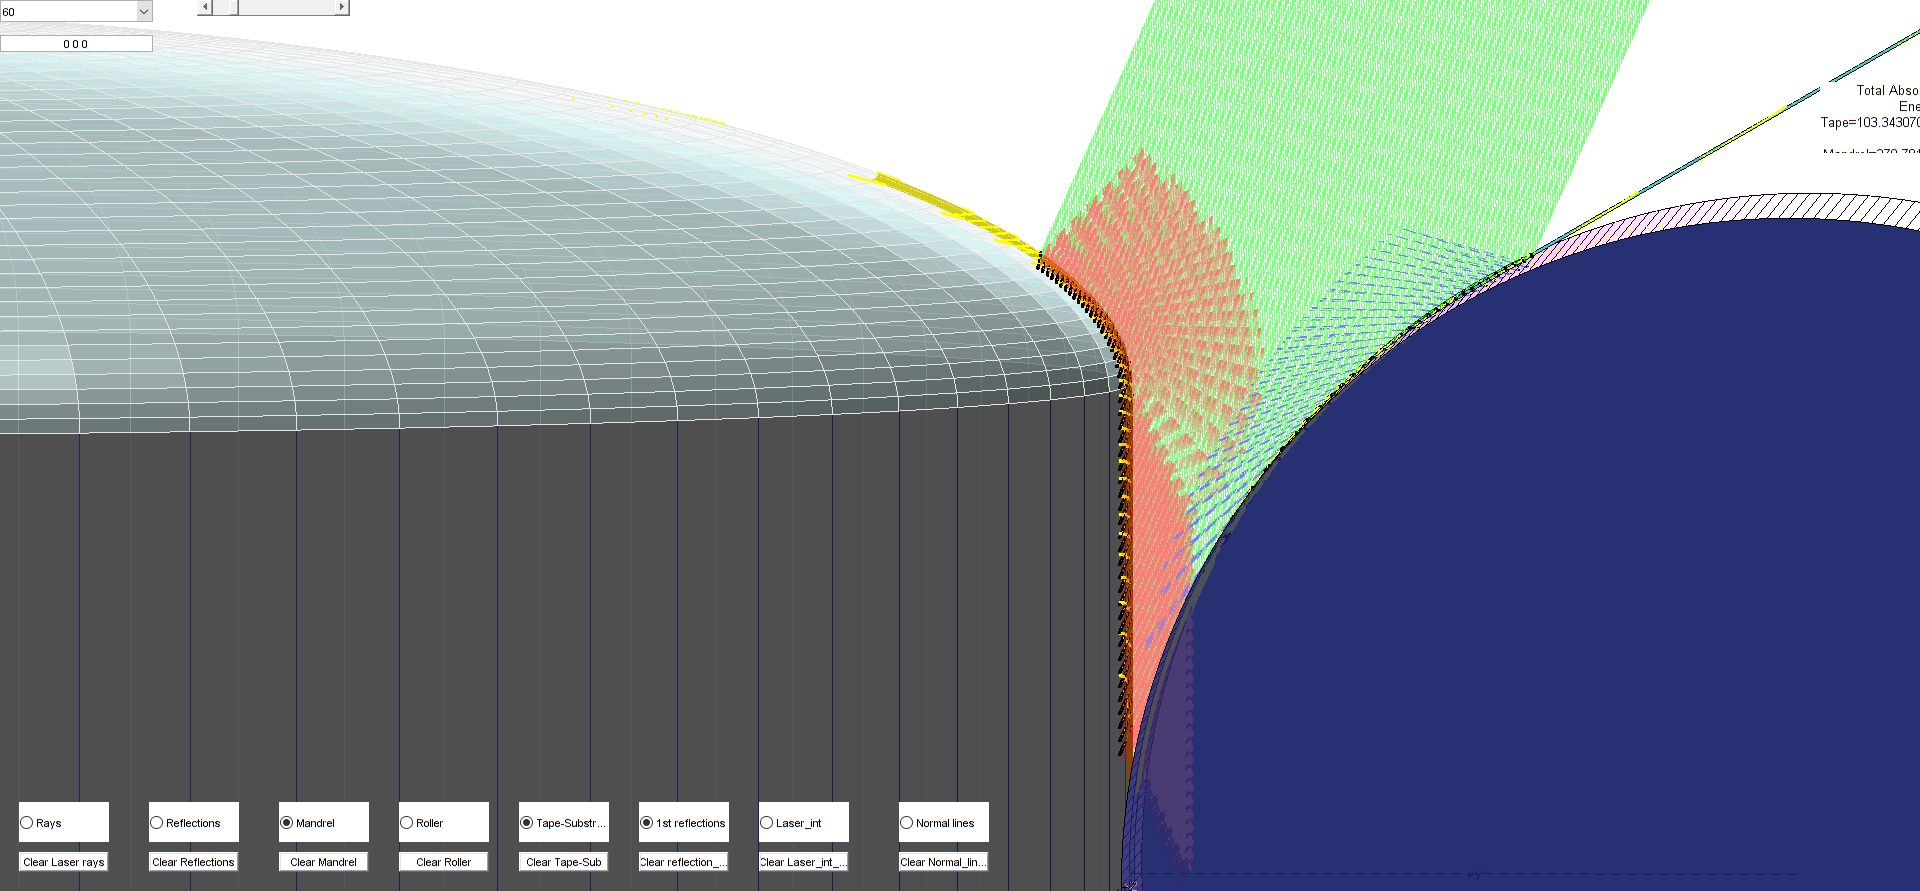 60
0 0 0
Total Abso
Ene
Tape=103.343070
Rays
Reflections
Mandrel
Roller
Tape-Substr...
1st reflections
Laser_int
Normal lines
Clear Laser rays
Clear Reflections
Clear Mandrel
Clear Roller
Clear Tape-Sub
Clear reflection_...
Clear Laser_int_...
Clear Normal_lin...